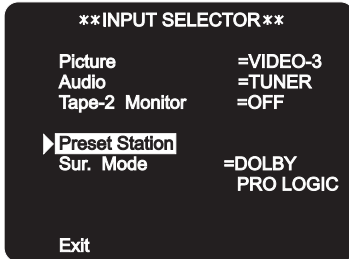 **INPUT SELECTOR**
Picture =VIDEO-3
Audio =TUNER
Tape-2 Monitor =OFF
Preset Station
Sur. Mode =DOLBY
PRO LOGIC
Exit